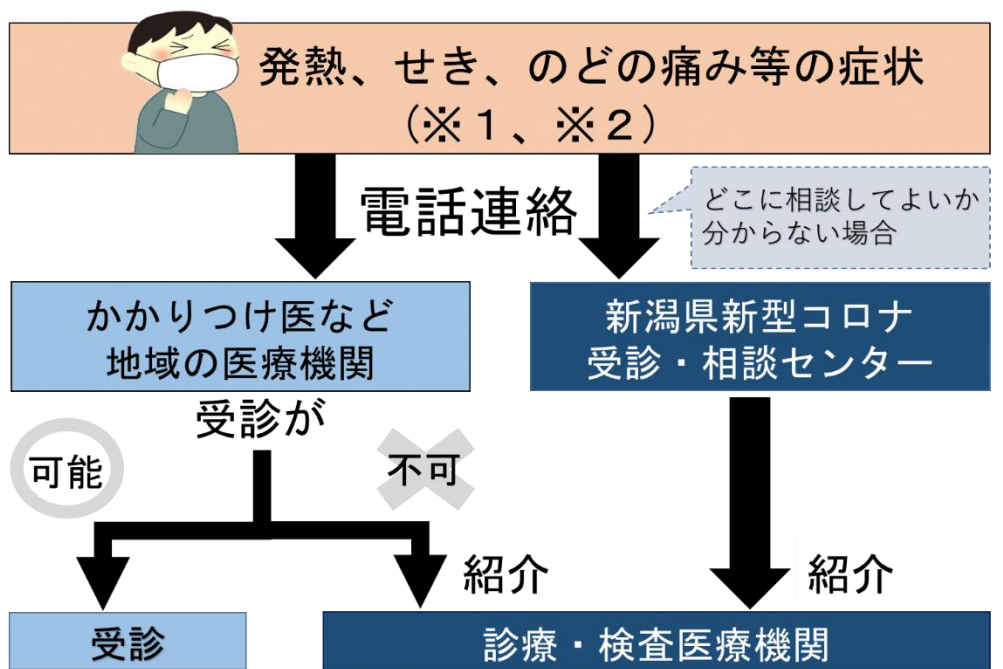 発熱、せき、のどの痛み等の症状
（※１、※２）
電話連絡
どこに相談してよいか
分からない場合
かかりつけ医など
地域の医療機関
新潟県新型コロナ
受診・相談センター
受診が
可能
不可
紹介
紹介
受診
診療・検査医療機関